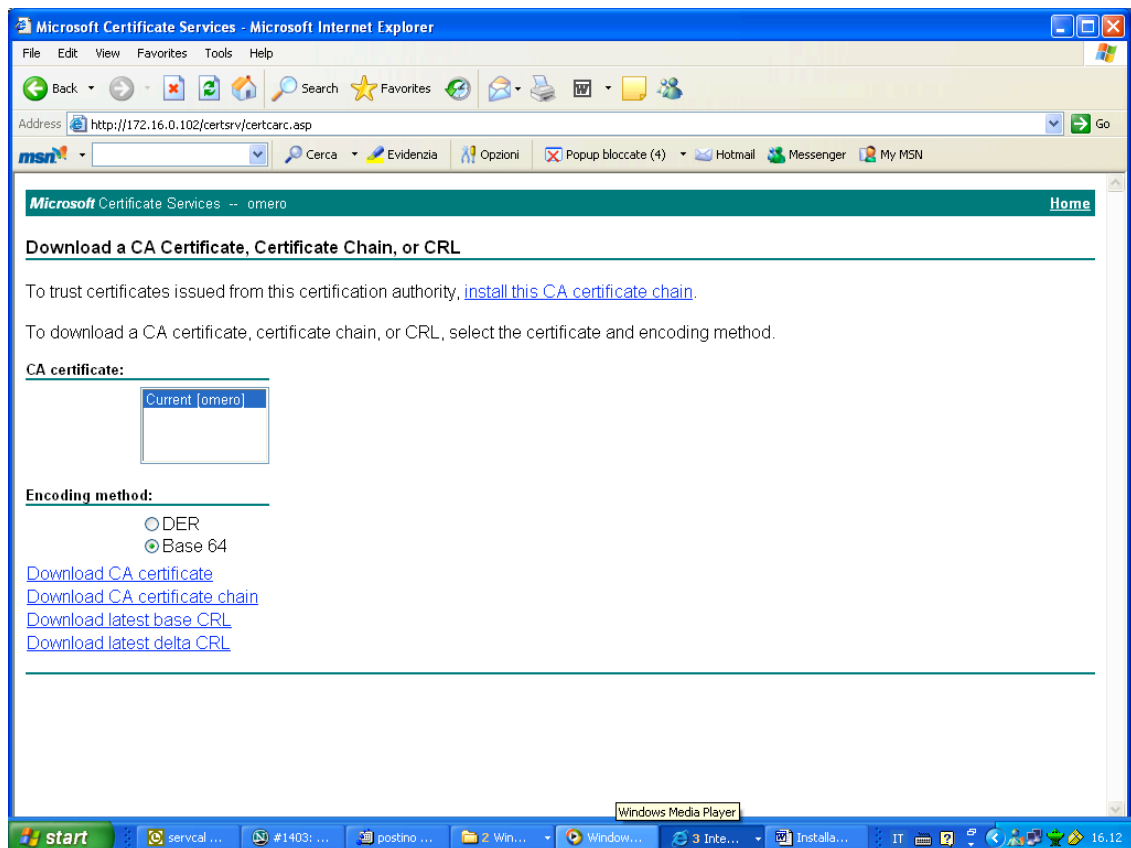 Microsoft Certificate Services - Microsoft Internet Explorer
File Edit View Favorites Tools Help
Back Search Favorites
Address http://172.16.0.102/certsrv/certcarc.asp Go
msn Cerca Evidenzia Opzioni Popup bloccate (4) Hotmail Messenger My MSN
Microsoft Certificate Services -- omero Home
Download a CA Certificate, Certificate Chain, or CRL
To trust certificates issued from this certification authority, install this CA certificate chain.
To download a CA certificate, certificate chain, or CRL, select the certificate and encoding method.
CA certificate:
Current [omero]
Encoding method:
DER
Base 64
Download CA certificate
Download CA certificate chain
Download latest base CRL
Download latest delta CRL
Windows Media Player
start servcal ... #1403: ... postino ... 2 Win... Window... 3 Inte... Installa... IT 16.12